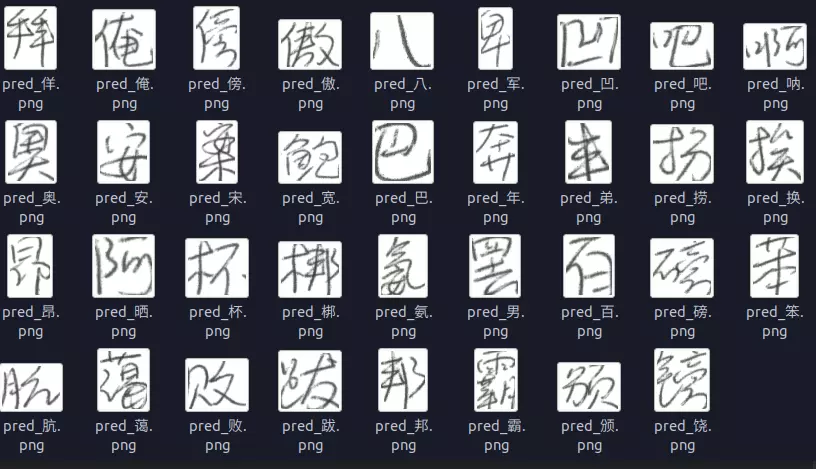 拜 俺 傍 傲 八 卑 凹 吧 啊
pred_佯. pred_俺. pred_傍. pred_傲. pred_八. pred_军. pred_凹. pred_吧. pred_呐.
png png png png png png png png png
奥 安 案 鲍 巴 奔 扮 挨
pred_奥. pred_安. pred_宋. pred_宽. pred_巴. pred_年. pred_弟. pred_捞. pred_换.
png png png png png png png png png
昂 阿 杯 梆 氨 罢 百 磅 笨
pred_昂. pred_晒. pred_杯. pred_梆. pred_氨. pred_男. pred_百. pred_磅. pred_笨.
png png png png png png png png png
肮 蔼 败 跋 邦 霸 颁 镑
pred_肮. pred_蔼. pred_败. pred_跋. pred_邦. pred_霸. pred_颁. pred_饶.
png png png png png png png png